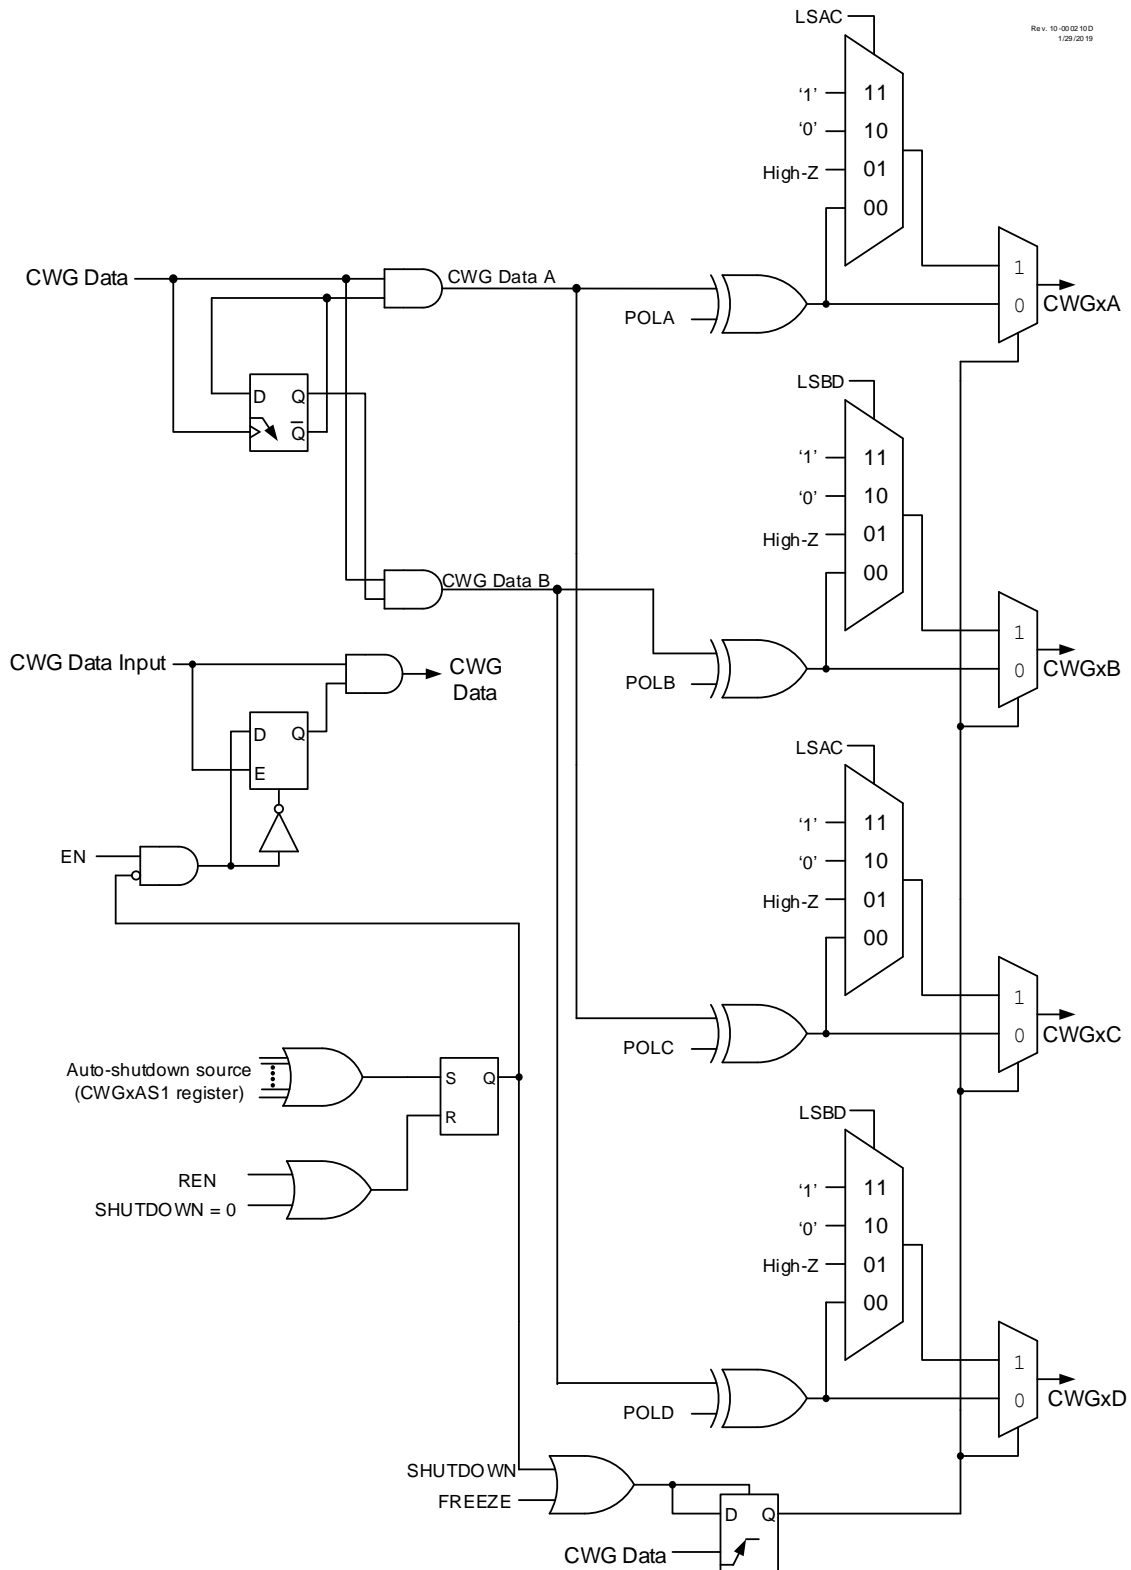 LSAC
Rev. 10-000210D
1/29/2019
‘1’
11
‘0’
10
High-Z
01
00
CWG Data
CWG Data A
POLA
1
0
CWGxA
D
Q
Q
LSBD
‘1’
11
‘0’
10
High-Z
01
00
CWG Data B
POLB
1
0
CWGxB
CWG Data Input
CWG
Data
D
Q
E
EN
LSAC
‘1’
11
‘0’
10
High-Z
01
00
POLC
1
0
CWGxC
Auto-shutdown source
(CWGxAS1 register)
S
Q
R
REN
SHUTDOWN = 0
LSBD
‘1’
11
‘0’
10
High-Z
01
00
POLD
1
0
CWGxD
SHUTDOWN
FREEZE
D
Q
CWG Data